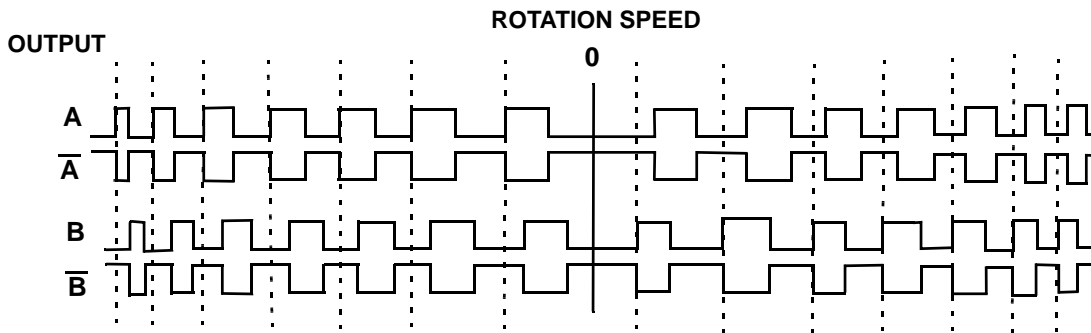 ROTATION SPEED
OUTPUT
0
A
A̅
B
B̅